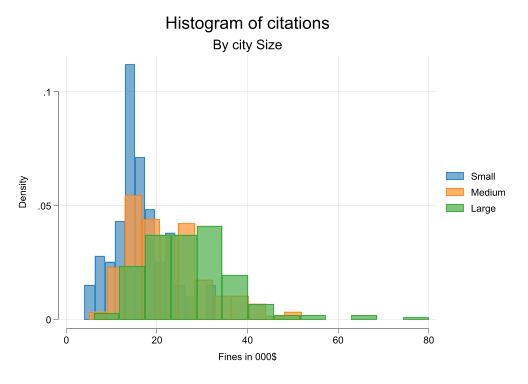 Histogram of citations
By city Size
.1
.05
0
Density
0 20 40 60 80
Fines in 000$
Small
Medium
Large